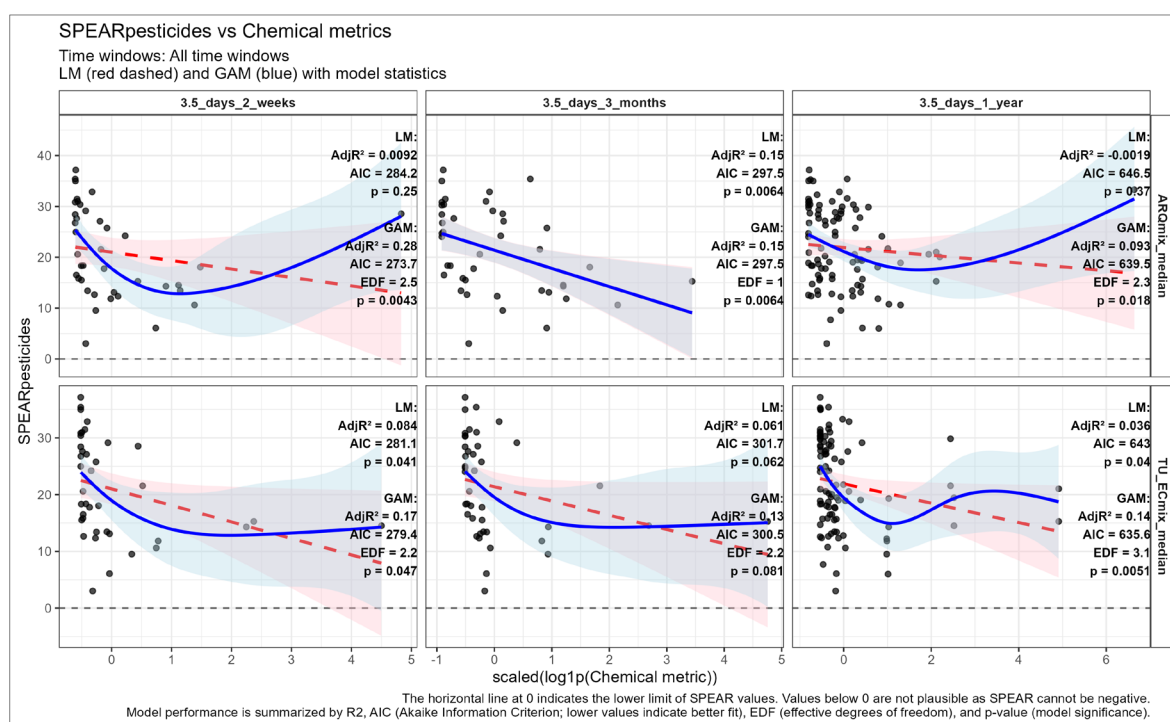 SPEARpesticides vs Chemical metrics
Time windows: All time windows
LM (red dashed) and GAM (blue) with model statistics
3.5_days_2_weeks
3.5_days_3_months
3.5_days_1_year
LM:
AdjR² = 0.0092
AIC = 284.2
p = 0.25
GAM:
AdjR² = 0.28
AIC = 273.7
EDF = 2.5
p = 0.0043
LM:
AdjR² = 0.15
AIC = 297.5
p = 0.0064
GAM:
AdjR² = 0.15
AIC = 297.5
EDF = 1
p = 0.0064
LM:
AdjR² = -0.0019
AIC = 646.5
p = 0.37
GAM:
AdjR² = 0.093
AIC = 639.5
EDF = 2.3
p = 0.018
ARQmix_median
40
30
20
10
0
SPEARpesticides
LM:
AdjR² = 0.084
AIC = 281.1
p = 0.041
GAM:
AdjR² = 0.17
AIC = 279.4
EDF = 2.2
p = 0.047
LM:
AdjR² = 0.061
AIC = 301.7
p = 0.062
GAM:
AdjR² = 0.13
AIC = 300.5
EDF = 2.2
p = 0.081
LM:
AdjR² = 0.036
AIC = 643
p = 0.04
GAM:
AdjR² = 0.14
AIC = 635.6
EDF = 3.1
p = 0.0051
TU_Ecmix_median
30
20
10
0
0 1 2 3 4 5
-1 0 1 2 3 4 5
0 2 4 6
scaled(log1p(Chemical metric))
The horizontal line at 0 indicates the lower limit of SPEAR values. Values below 0 are not plausible as SPEAR cannot be negative.
Model performance is summarized by R2, AIC (Akaike Information Criterion; lower values indicate better fit), EDF (effective degrees of freedom), and p-value (model significance).